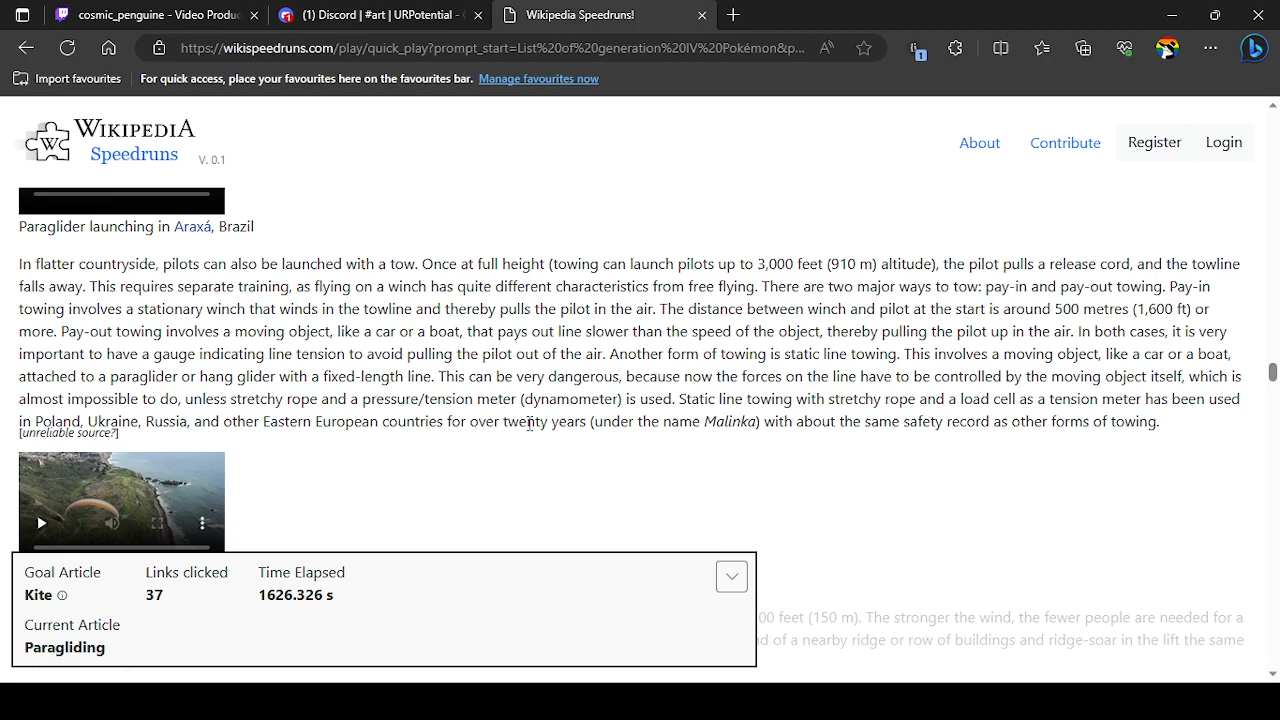 cosmic_penguine - Video Produc
(1) Discord | #art | URPotential -
Wikipedia Speedruns!
https://wikispeedruns.com/play/quick_play?prompt_start=List%20of%20generation%20IV%20Pokémon&p...
1
Import favourites
For quick access, place your favourites here on the favourites bar. Manage favourites now
WIKIPEDIA
Speedruns
V. 0.1
About
Contribute
Register
Login
Paraglider launching in Araxá, Brazil
In flatter countryside, pilots can also be launched with a tow. Once at full height (towing can launch pilots up to 3,000 feet (910 m) altitude), the pilot pulls a release cord, and the towline
falls away. This requires separate training, as flying on a winch has quite different characteristics from free flying. There are two major ways to tow: pay-in and pay-out towing. Pay-in
towing involves a stationary winch that winds in the towline and thereby pulls the pilot in the air. The distance between winch and pilot at the start is around 500 metres (1,600 ft) or
more. Pay-out towing involves a moving object, like a car or a boat, that pays out line slower than the speed of the object, thereby pulling the pilot up in the air. In both cases, it is very
important to have a gauge indicating line tension to avoid pulling the pilot out of the air. Another form of towing is static line towing. This involves a moving object, like a car or a boat,
attached to a paraglider or hang glider with a fixed-length line. This can be very dangerous, because now the forces on the line have to be controlled by the moving object itself, which is
almost impossible to do, unless stretchy rope and a pressure/tension meter (dynamometer) is used. Static line towing with stretchy rope and a load cell as a tension meter has been used
in Poland, Ukraine, Russia, and other Eastern European countries for over twenty years (under the name Malinka) with about the same safety record as other forms of towing.
[unreliable source?]
Goal Article
Kite
Links clicked
37
Time Elapsed
1626.326 s
Current Article
Paragliding
00 feet (150 m). The stronger the wind, the fewer people are needed for a
of a nearby ridge or row of buildings and ridge-soar in the lift the same